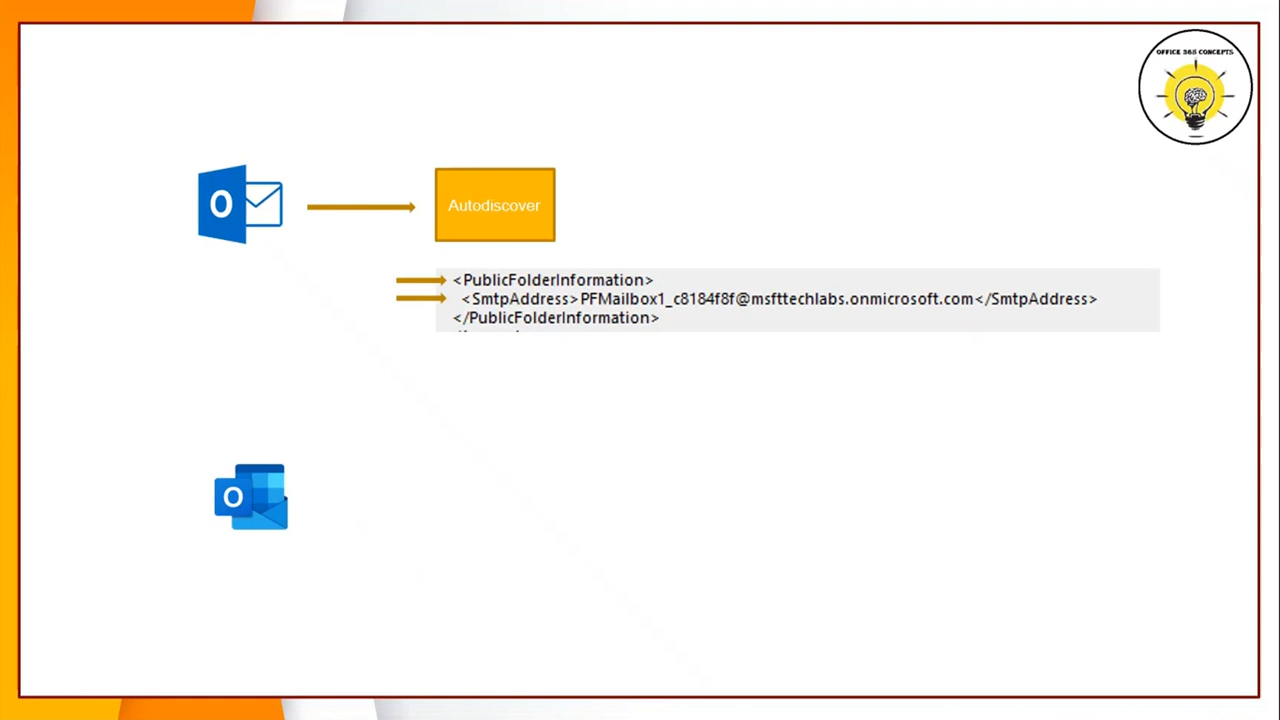 OFFICE 365 CONCEPTS
O
Autodiscover
<PublicFolderInformation>
<SmtpAddress>PFMailbox1_c8184f8f@msfttechlabs.onmicrosoft.com</SmtpAddress>
</PublicFolderInformation>
O